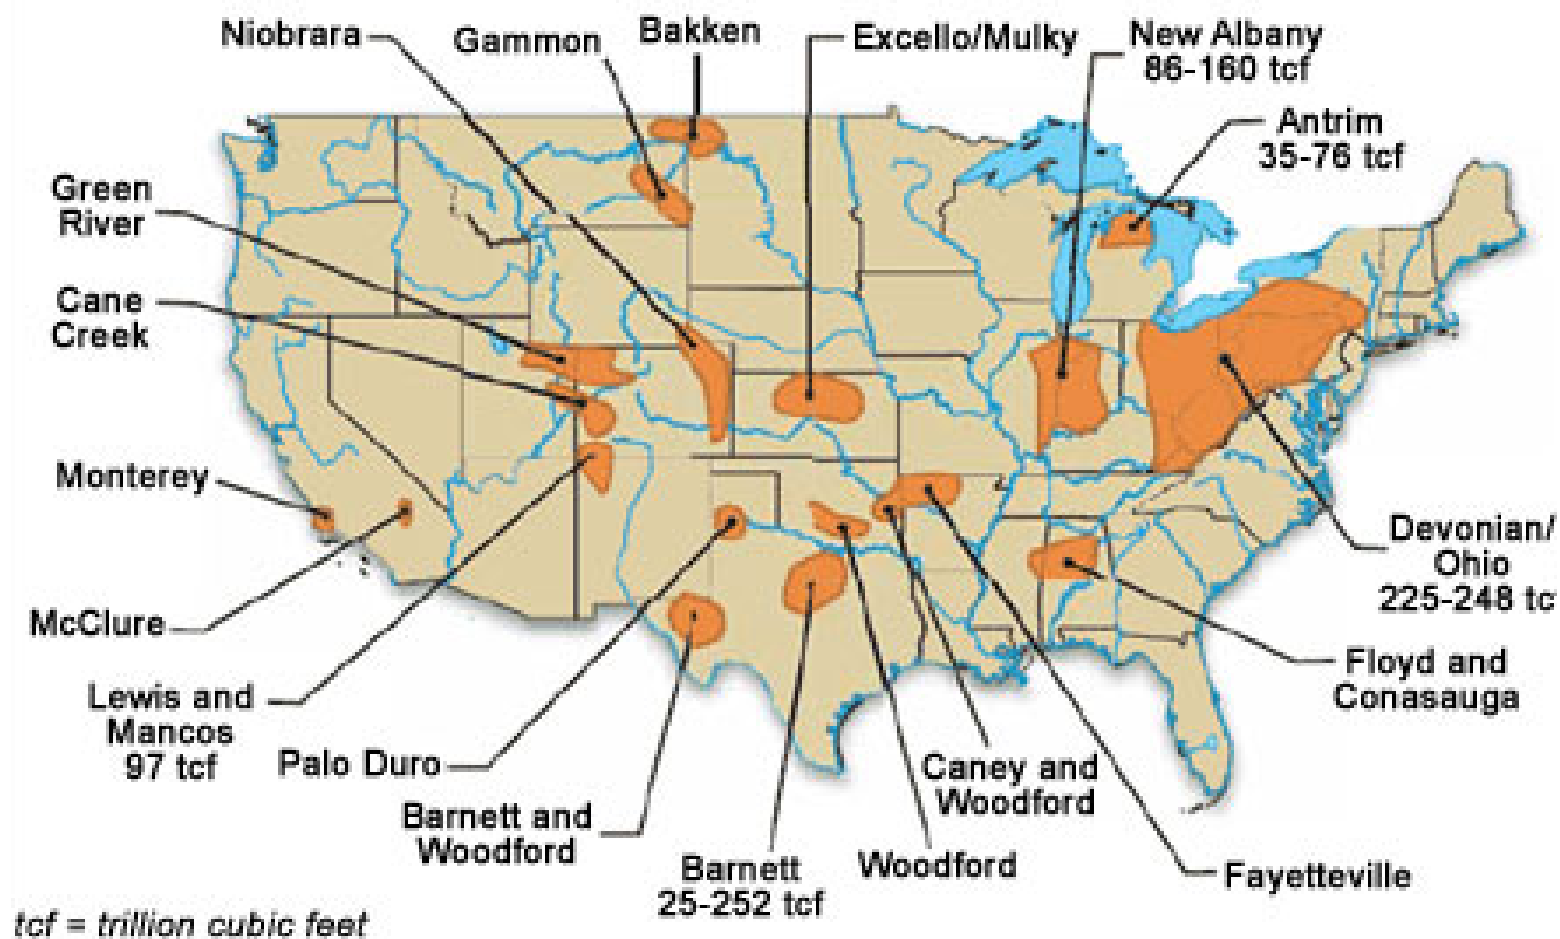 Niobrara
Gammon
Bakken
Excello/Mulky
New Albany
86-160 tcf
Antrim
35-76 tcf
Green
River
Cane
Creek
Monterey
McClure
Lewis and
Mancos
97 tcf
Palo Duro
Barnett and
Woodford
Barnett
25-252 tcf
Woodford
Caney and
Woodford
Fayetteville
Floyd and
Conasauga
Devonian/
Ohio
225-248 tc
tcf = trillion cubic feet